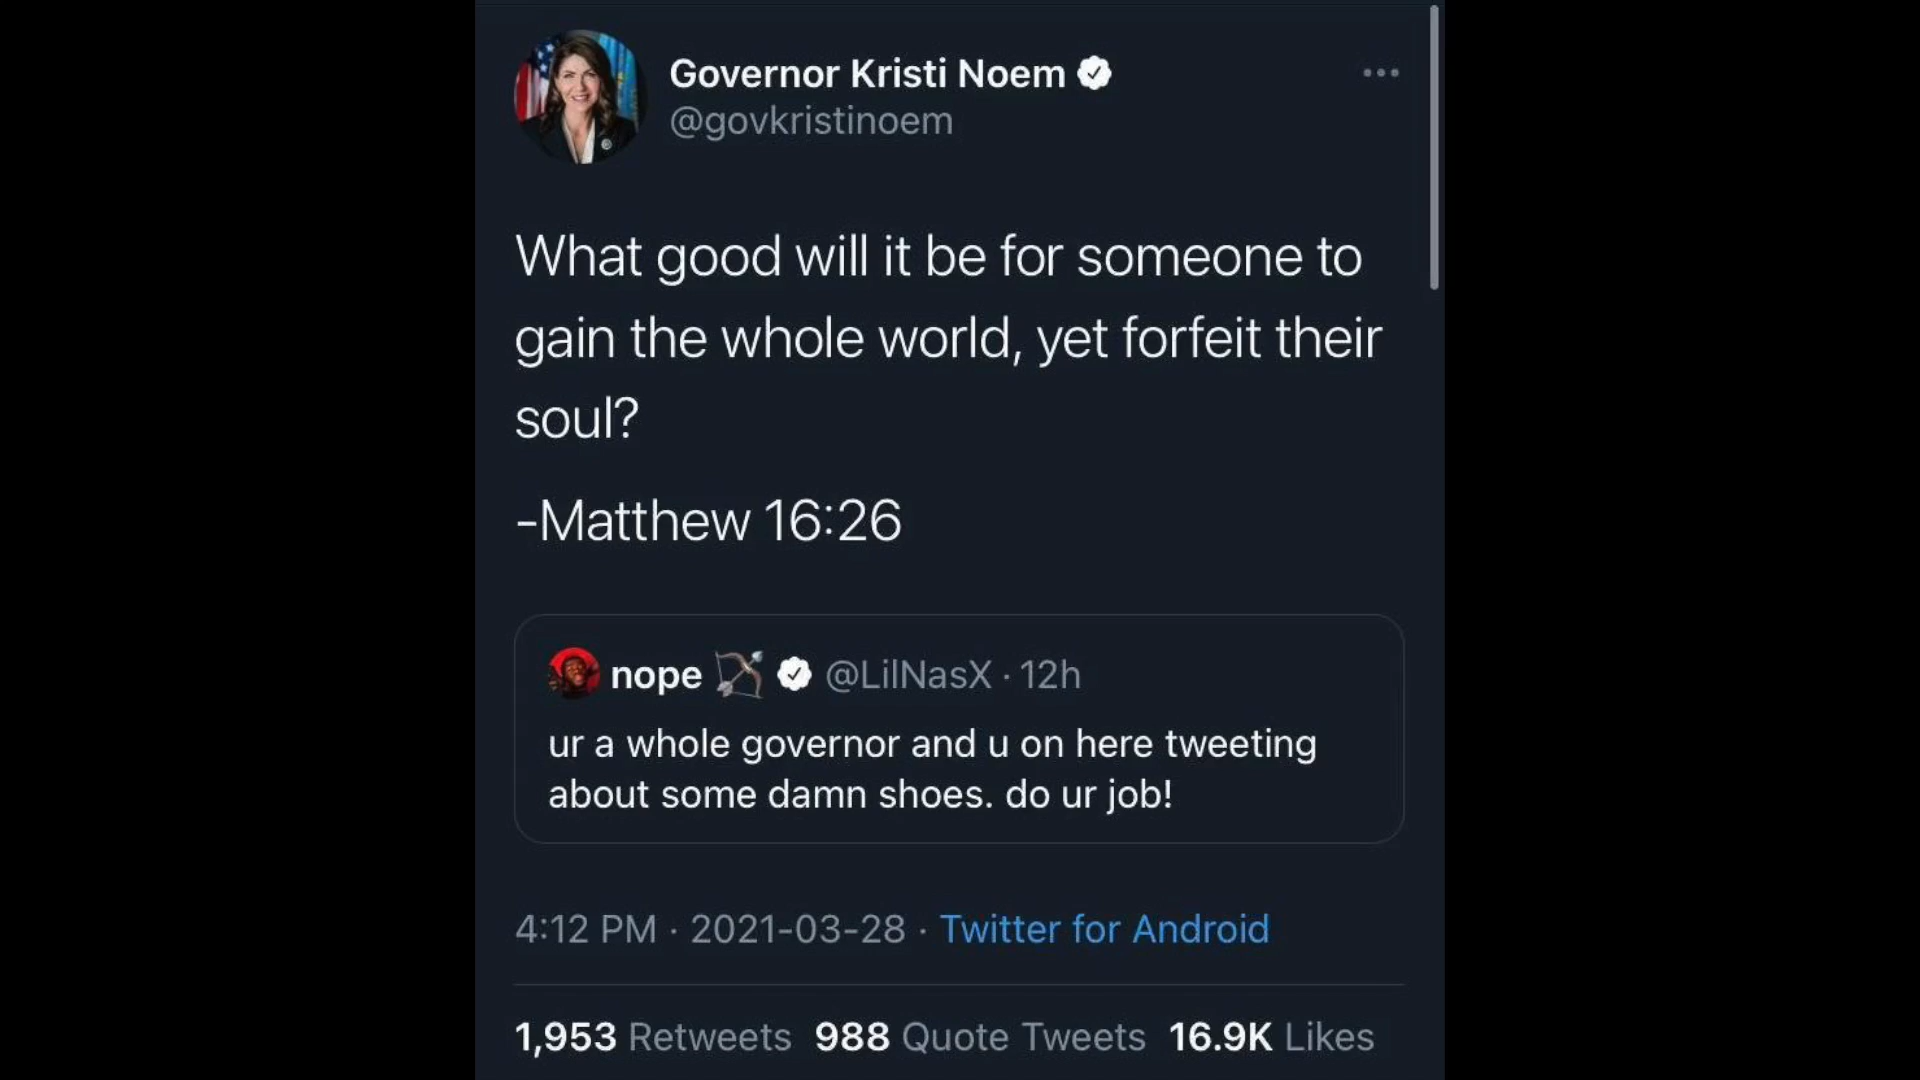 Governor Kristi Noem
@govkristinoem
What good will it be for someone to
gain the whole world, yet forfeit their
soul?
-Matthew 16:26
nope 🏹 @LilNasX · 12h
ur a whole governor and u on here tweeting
about some damn shoes. do ur job!
4:12 PM · 2021-03-28 · Twitter for Android
1,953 Retweets 988 Quote Tweets 16.9K Likes